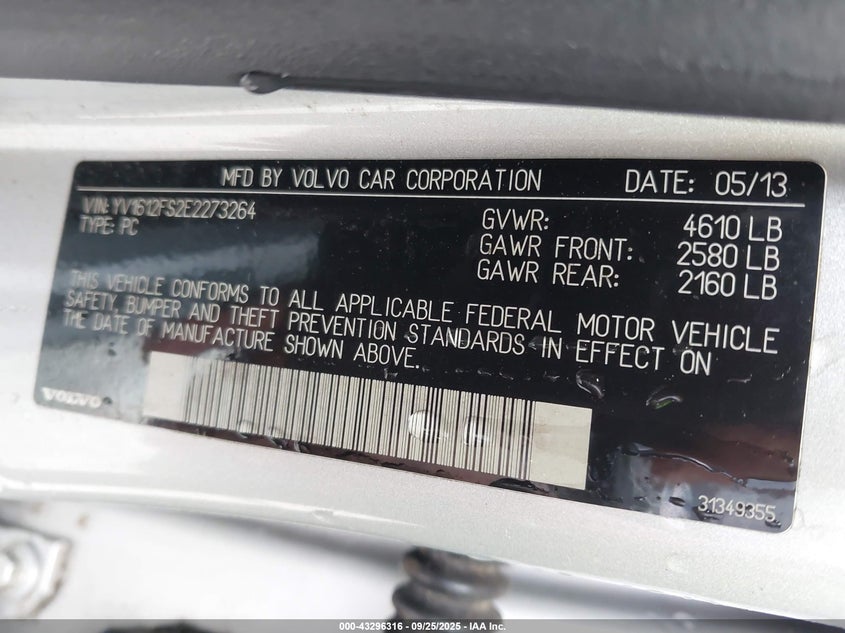 MFD BY VOLVO CAR CORPORATION DATE: 05/13
VIN: YV1612FS2E2273264
TYPE: PC
GVWR: 4610 LB
GAWR FRONT: 2580 LB
GAWR REAR: 2160 LB
THIS VEHICLE CONFORMS TO ALL APPLICABLE FEDERAL MOTOR VEHICLE
SAFETY, BUMPER AND THEFT PREVENTION STANDARDS IN EFFECT ON
THE DATE OF MANUFACTURE SHOWN ABOVE.
VOLVO
31349355
000-43296316 - 09/25/2025 - IAA Inc.